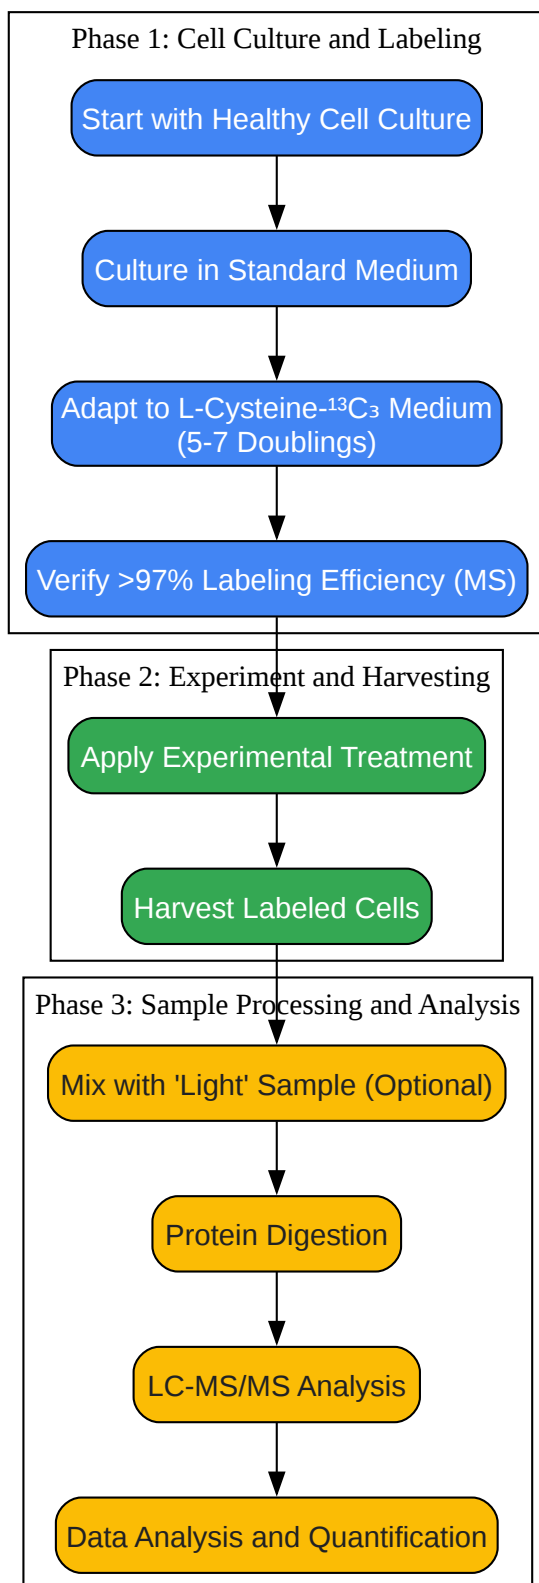 Phase 1: Cell Culture and Labeling
Start with Healthy Cell Culture
Culture in Standard Medium
Adapt to L-Cysteine-¹³C₃ Medium
(5-7 Doublings)
Verify >97% Labeling Efficiency (MS)
Phase 2: Experiment and Harvesting
Apply Experimental Treatment
Harvest Labeled Cells
Phase 3: Sample Processing and Analysis
Mix with 'Light' Sample (Optional)
Protein Digestion
LC-MS/MS Analysis
Data Analysis and Quantification